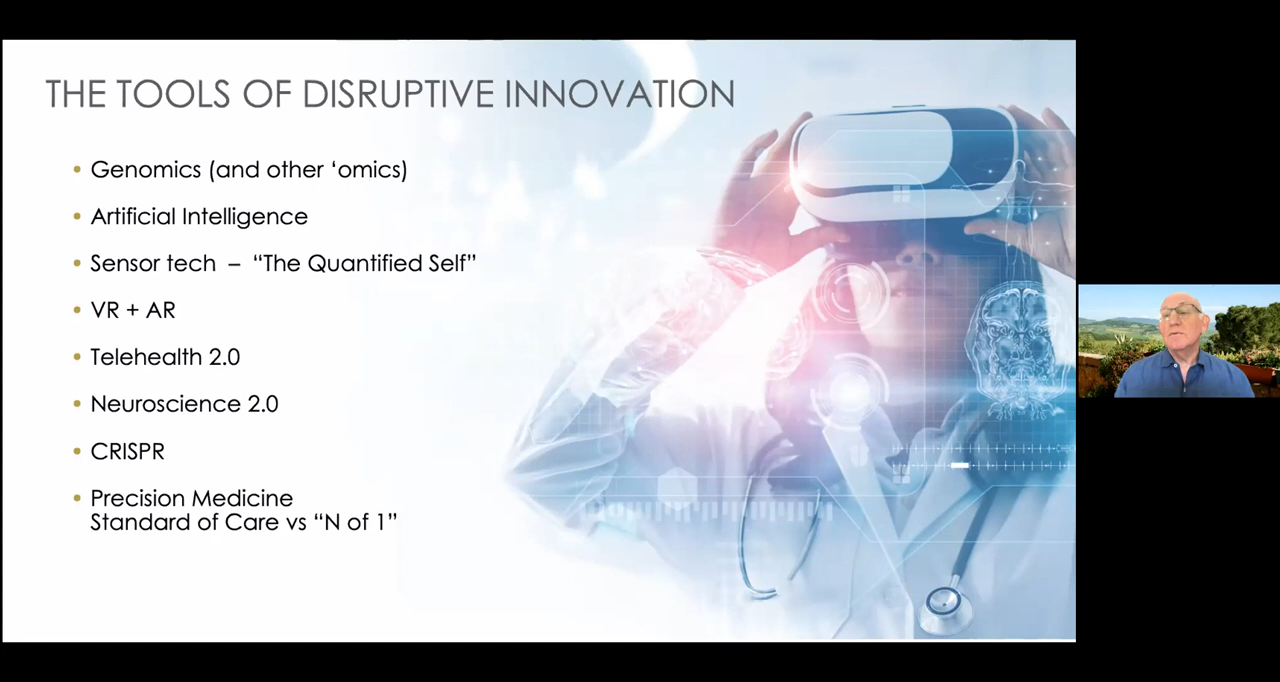 THE TOOLS OF DISRUPTIVE INNOVATION
• Genomics (and other ‘omics)
• Artificial Intelligence
• Sensor tech – “The Quantified Self”
• VR + AR
• Telehealth 2.0
• Neuroscience 2.0
• CRISPR
• Precision Medicine
Standard of Care vs “N of 1”